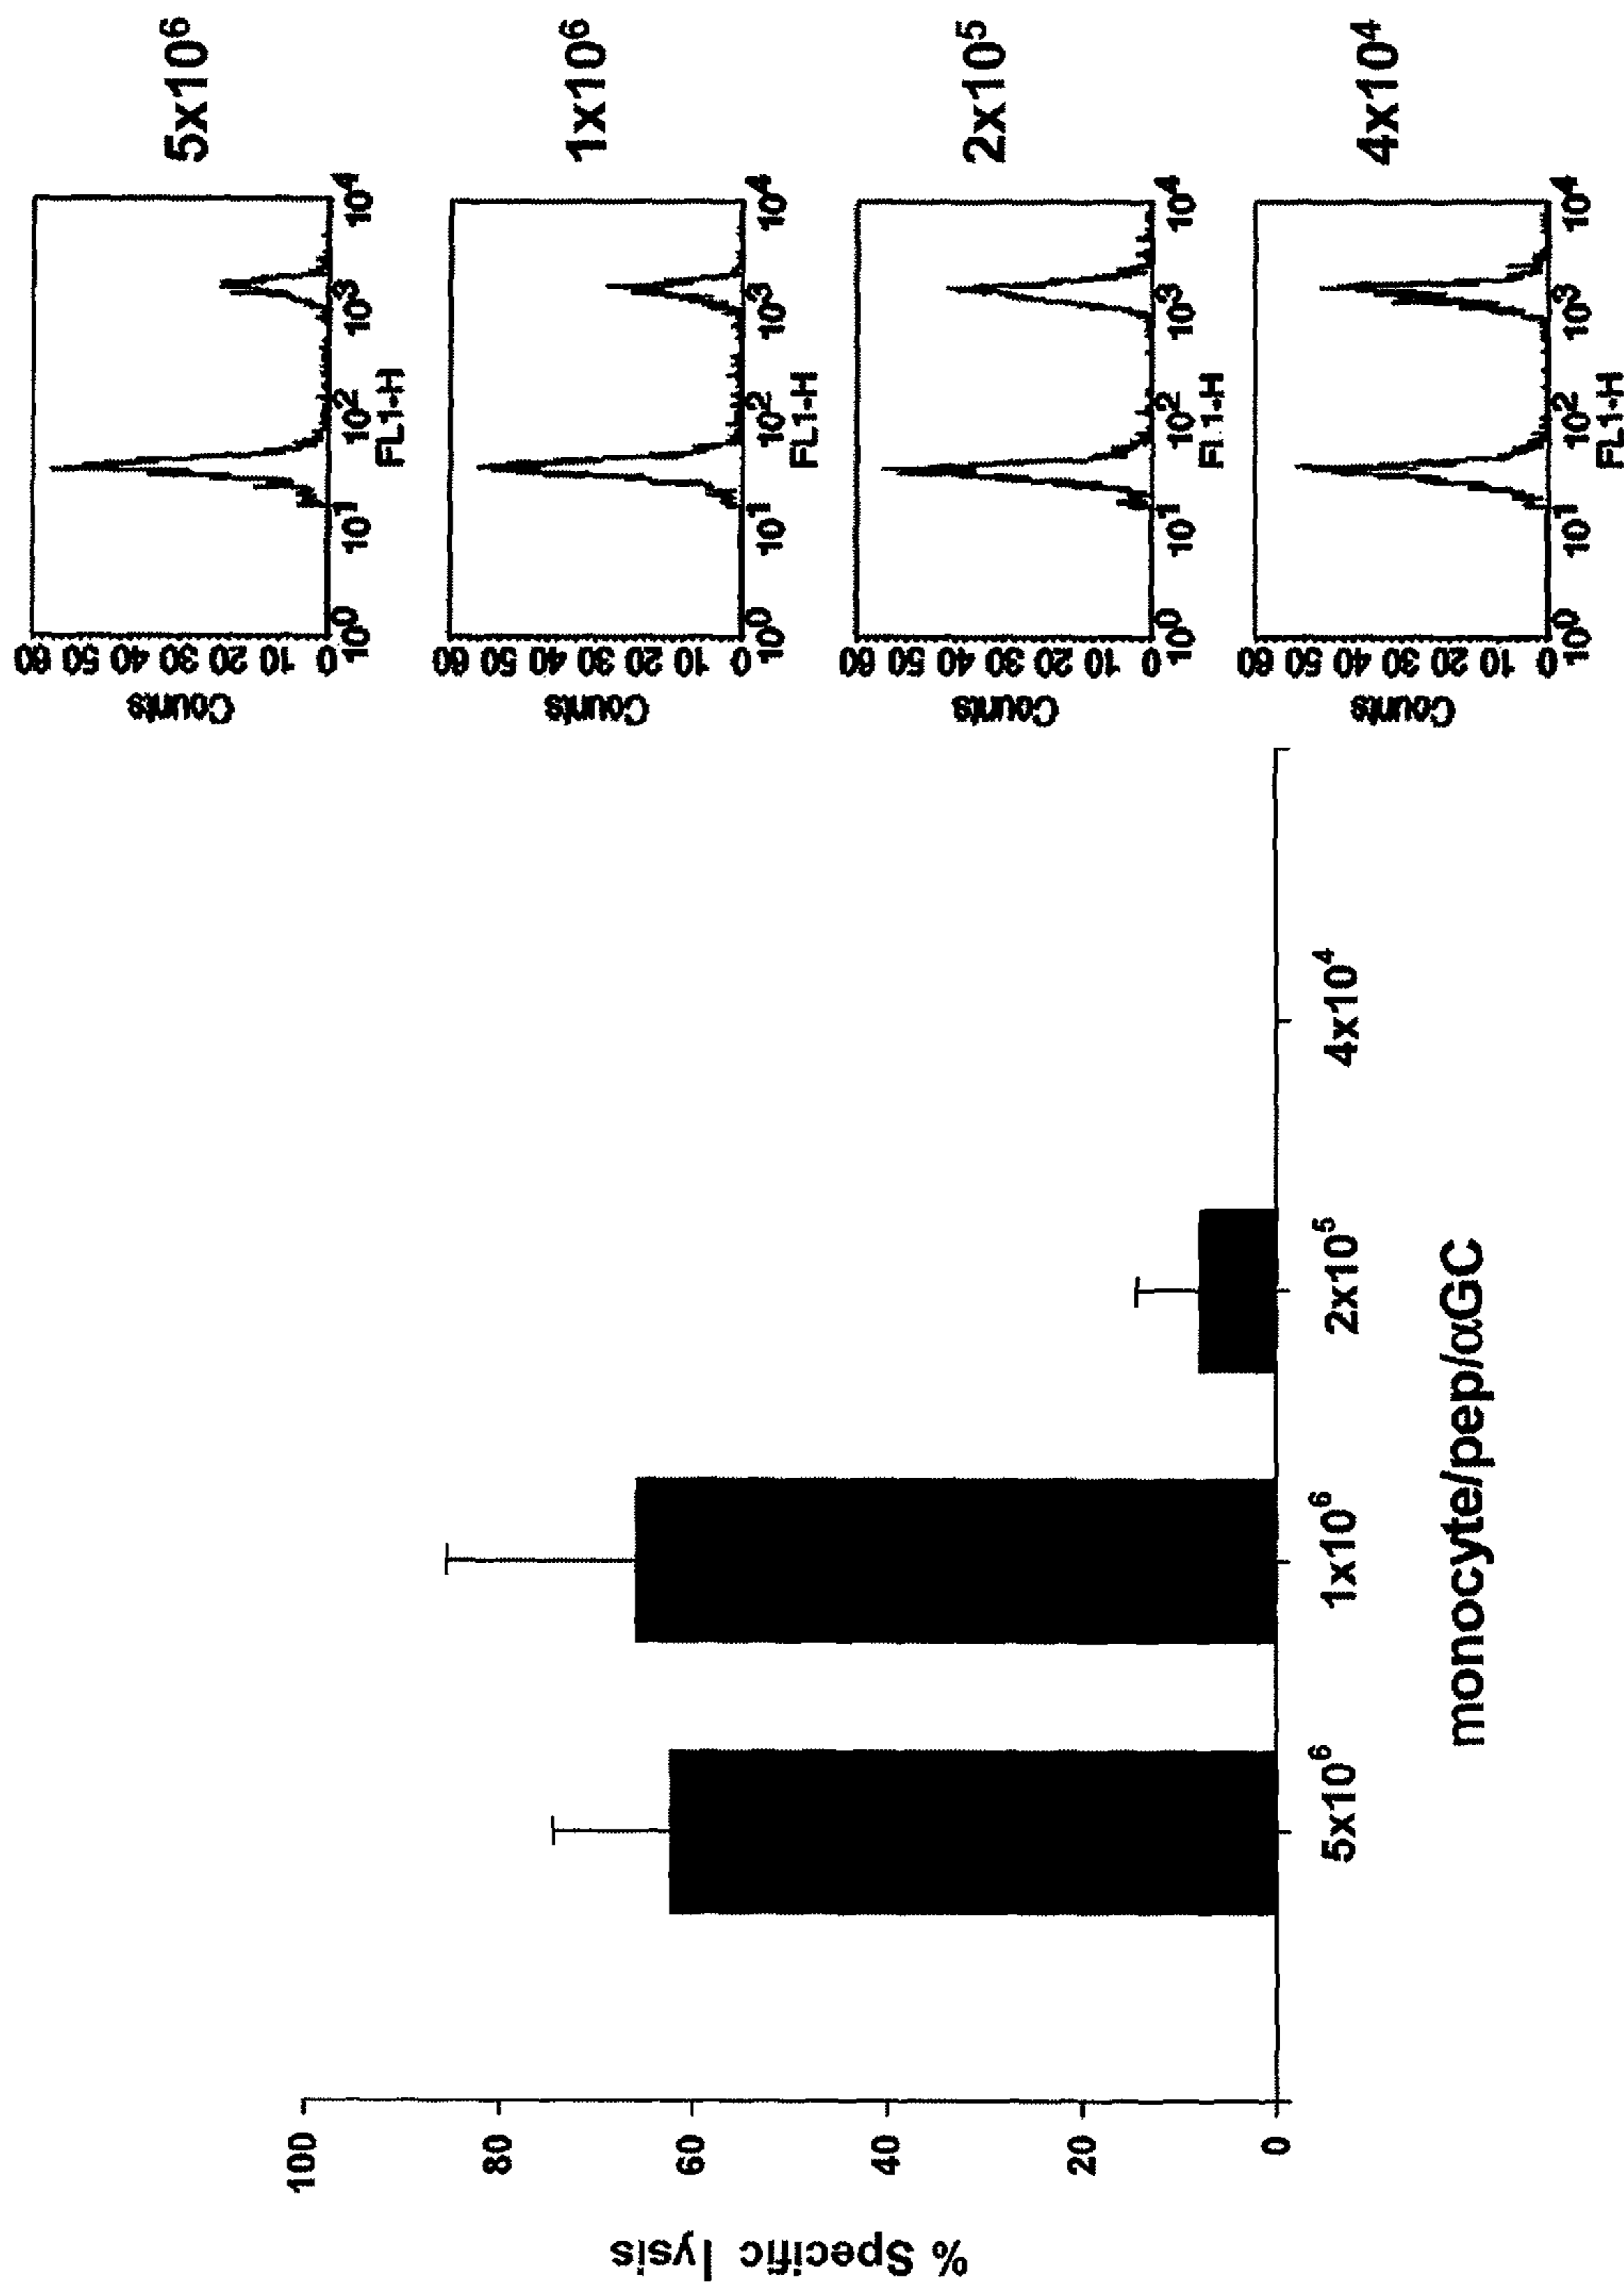 % Specific lysis
100
80
60
40
20
0
5x10⁶
1x10⁶
2x10⁵
4x10⁴
monocyte/pep/αGC
Counts
60 50 40 30 20 10 0
10⁰ 10¹ 10² 10³ 10⁴
FL1-H
5x10⁶
Counts
60 50 40 30 20 10 0
10⁰ 10¹ 10² 10³ 10⁴
FL1-H
1x10⁶
Counts
60 50 40 30 20 10 0
10⁰ 10¹ 10² 10³ 10⁴
FL1-H
2x10⁵
Counts
60 50 40 30 20 10 0
10⁰ 10¹ 10² 10³ 10⁴
FL1-H
4x10⁴